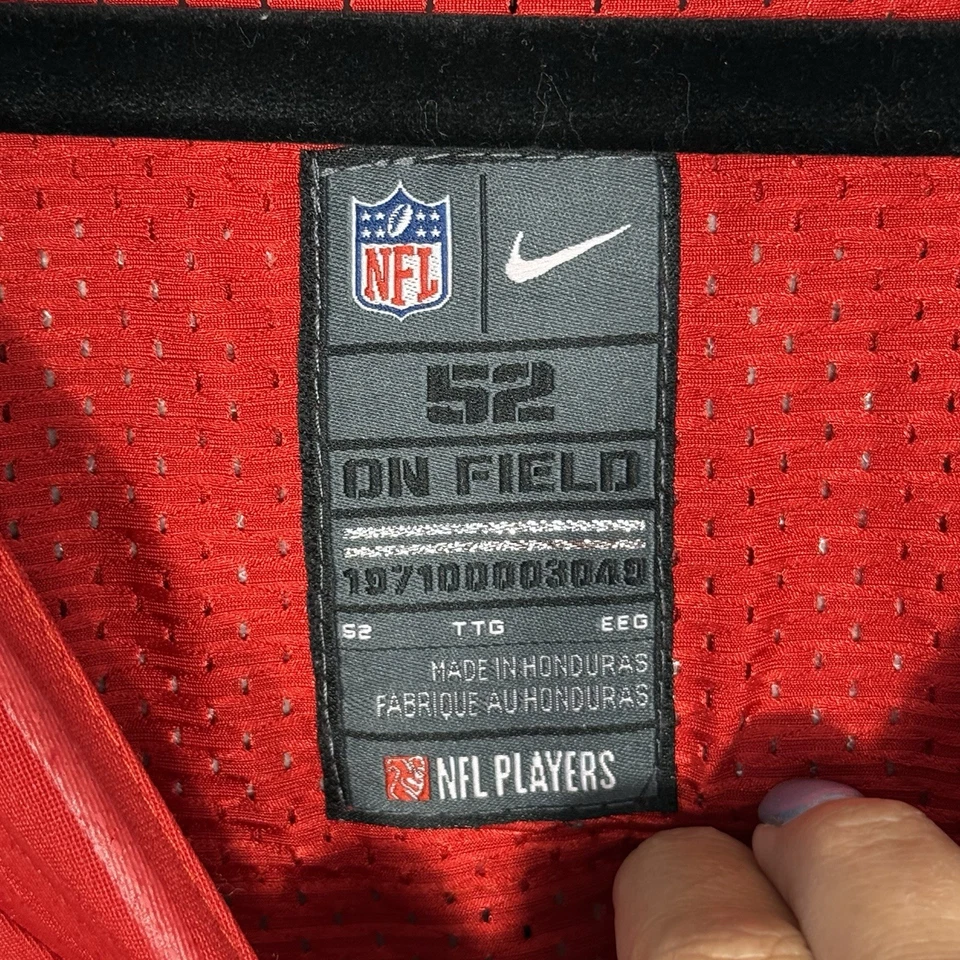 NFL
52
ON FIELD
197100003049
52 TTG EEG
MADE IN HONDURAS
FABRIQUE AU HONDURAS
NFL PLAYERS